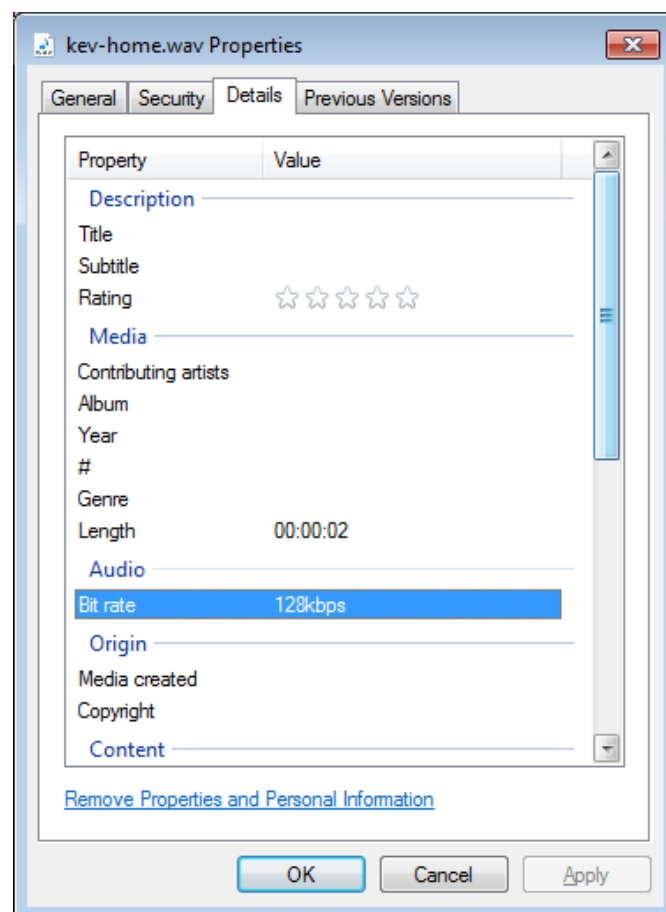 kev-home.wav Properties
General Security Details Previous Versions
Property Value
Description
Title
Subtitle
Rating
Media
Contributing artists
Album
Year
#
Genre
Length 00:00:02
Audio
Bit rate 128kbps
Origin
Media created
Copyright
Content
Remove Properties and Personal Information
OK Cancel Apply